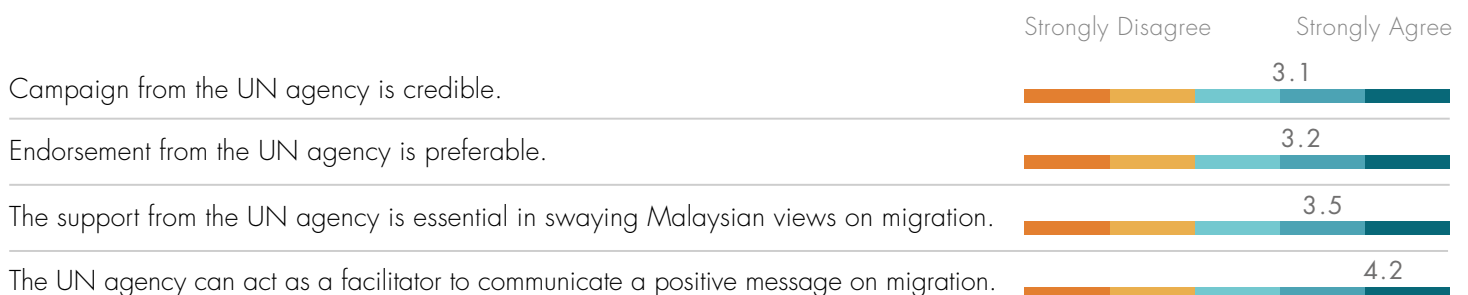 Strongly Disagree Strongly Agree
Campaign from the UN agency is credible. 3.1
Endorsement from the UN agency is preferable. 3.2
The support from the UN agency is essential in swaying Malaysian views on migration. 3.5
The UN agency can act as a facilitator to communicate a positive message on migration. 4.2